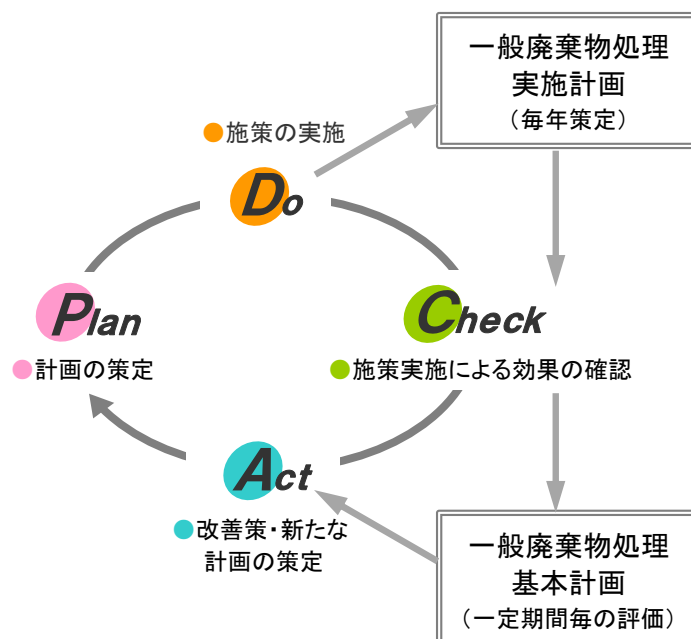 一般廃棄物処理
実施計画
（毎年策定）
●施策の実施
Do
Plan
●計画の策定
Check
●施策実施による効果の確認
Act
●改善策・新たな
計画の策定
一般廃棄物処理
基本計画
（一定期間毎の評価）